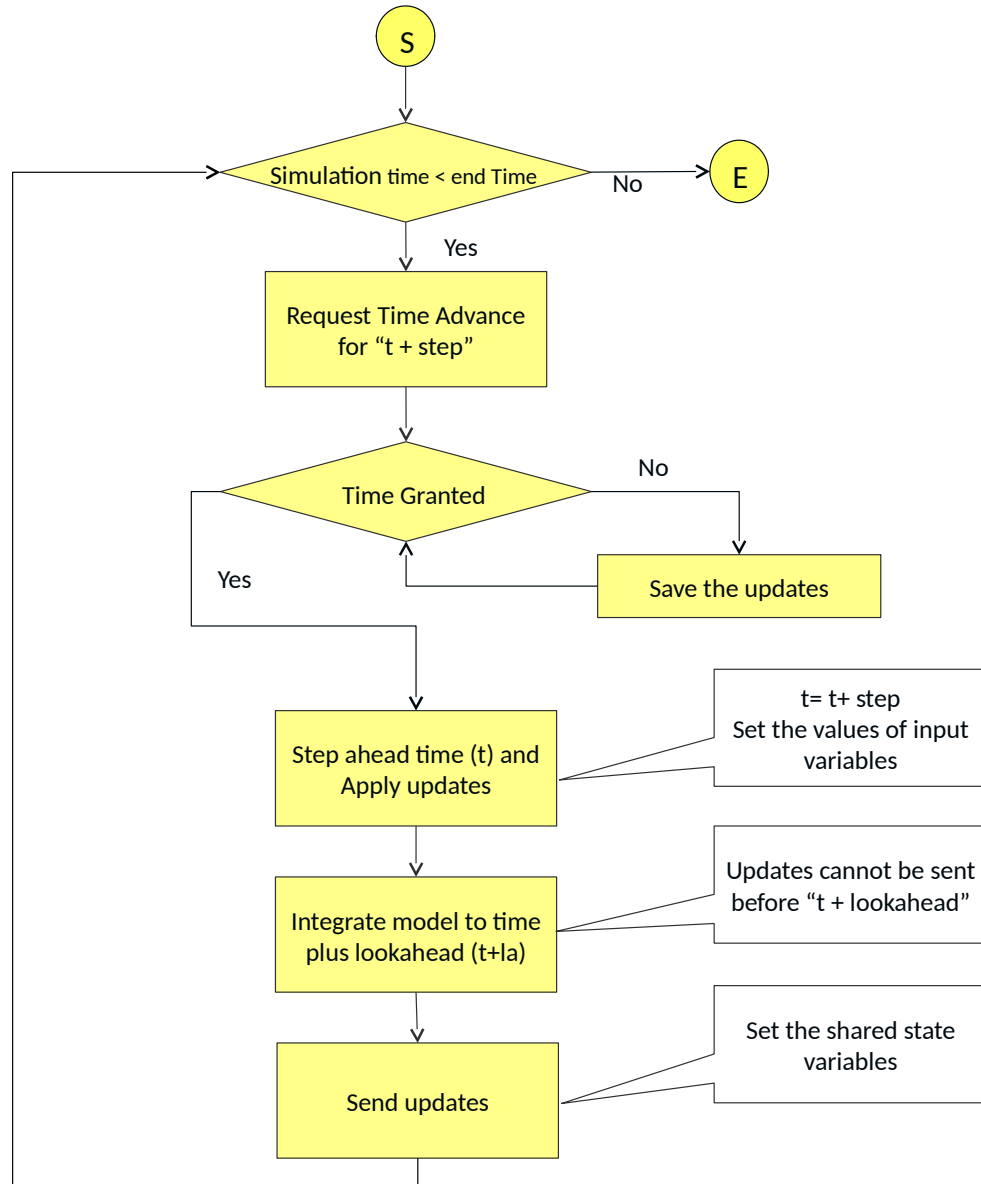 S
Simulation time < end Time
No
E
Yes
Request Time Advance
for “t + step”
No
Time Granted
Yes
Save the updates
t= t+ step
Set the values of input
variables
Step ahead time (t) and
Apply updates
Updates cannot be sent
before “t + lookahead”
Integrate model to time
plus lookahead (t+la)
Set the shared state
variables
Send updates